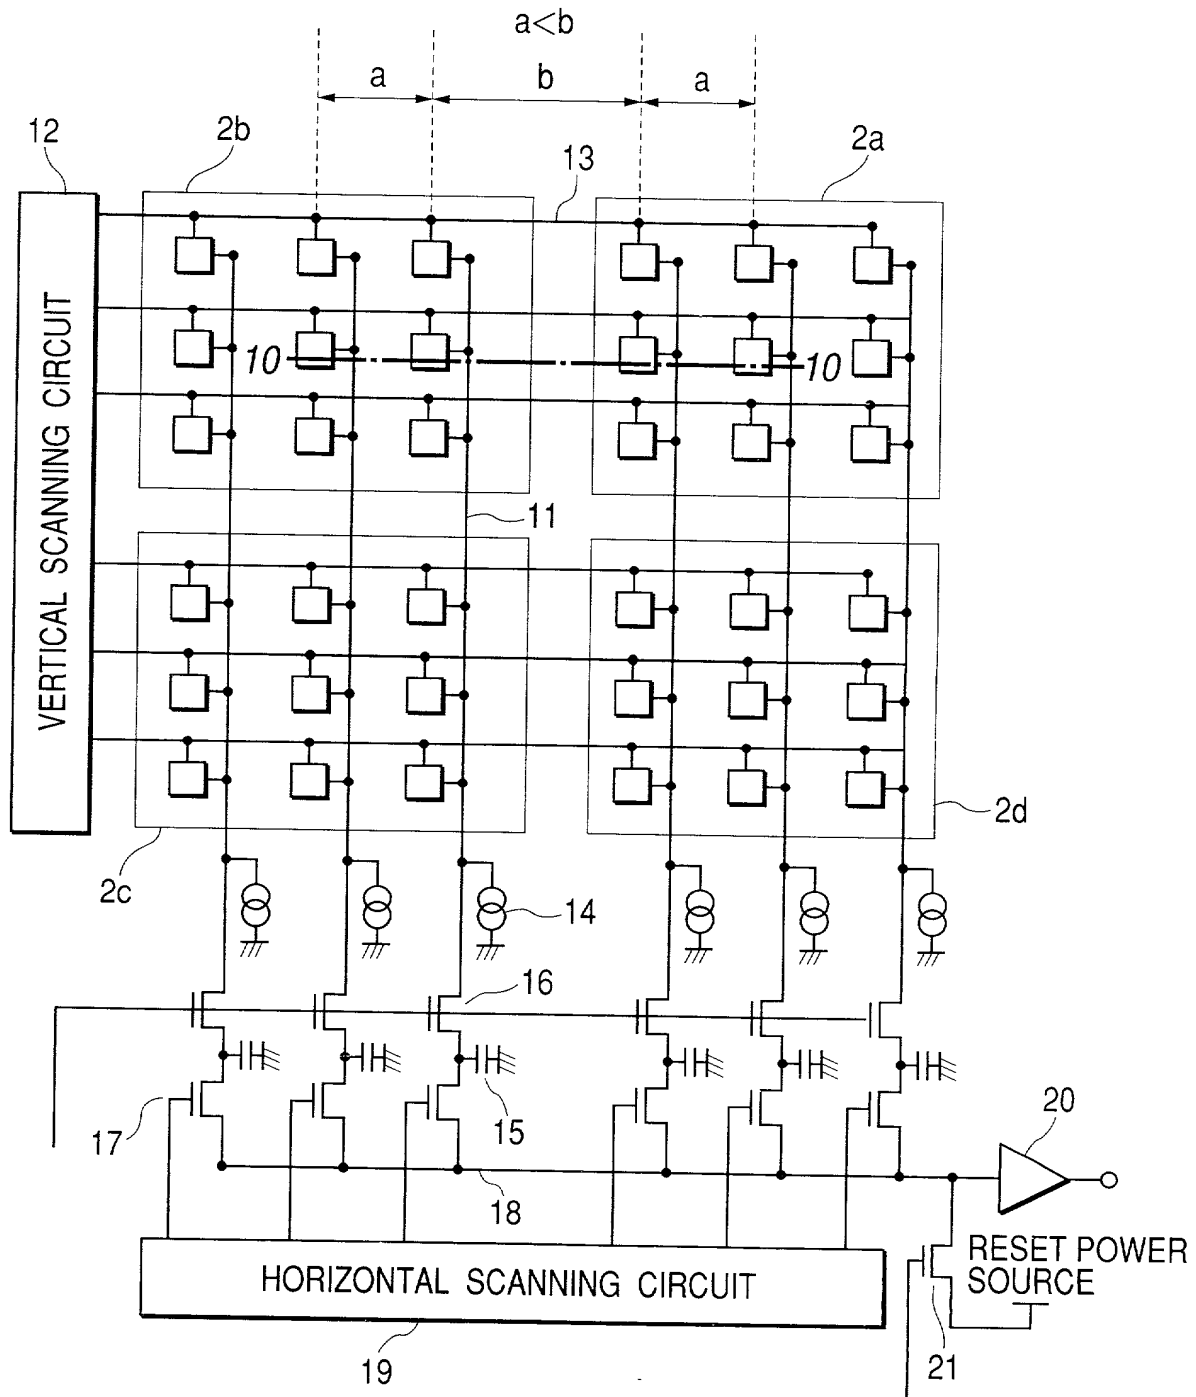 a<b
a
b
a
12
2b
13
2a
VERTICAL SCANNING CIRCUIT
10
10
11
2c
2d
14
16
15
17
18
20
RESET POWER
SOURCE
HORIZONTAL SCANNING CIRCUIT
19
21